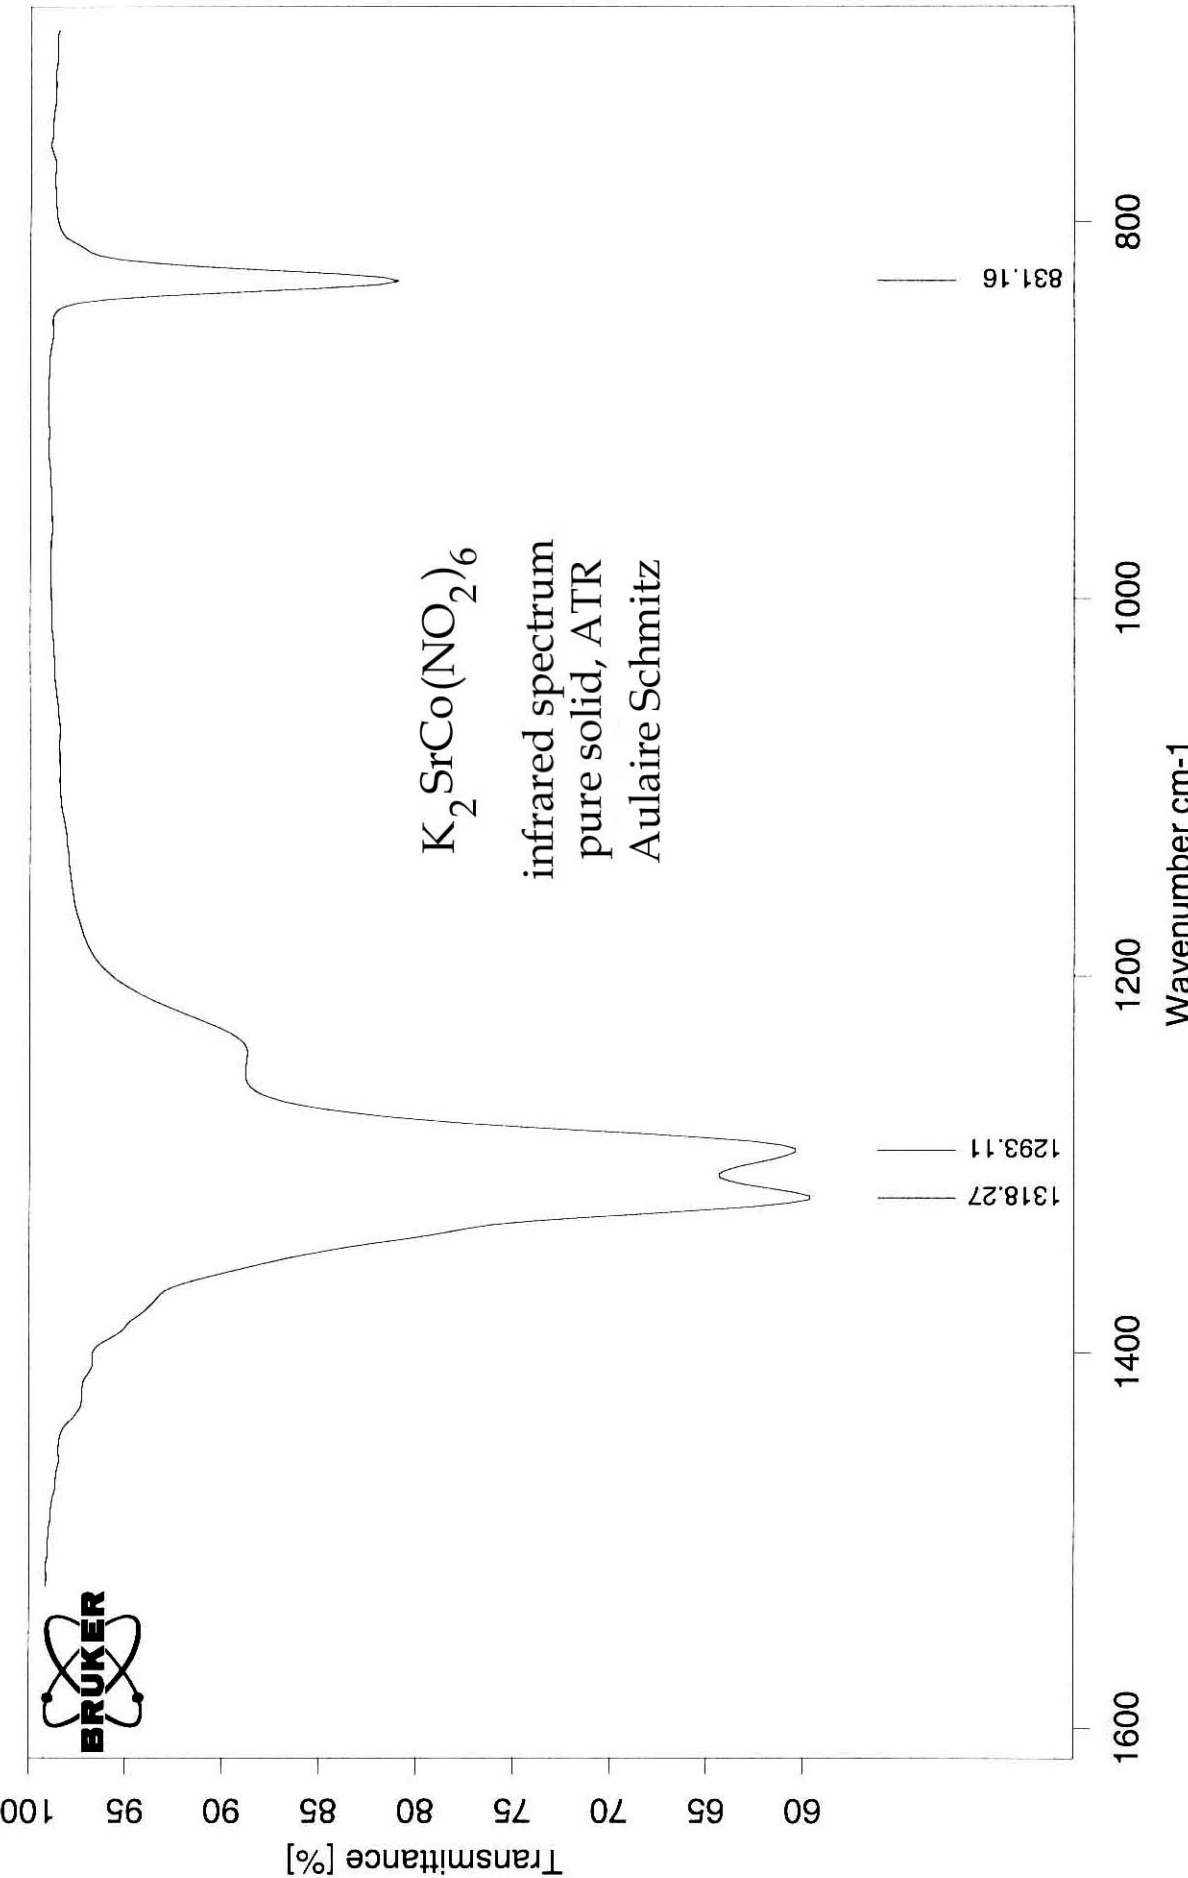 BRUKER
K2SrCo(NO2)6
infrared spectrum
pure solid, ATR
Aulaire Schmitz
Transmittance [%]
100
95
90
85
80
75
70
65
60
1318.27
1293.11
831.16
1600
1400
1200
1000
800
Wavenumber cm-1